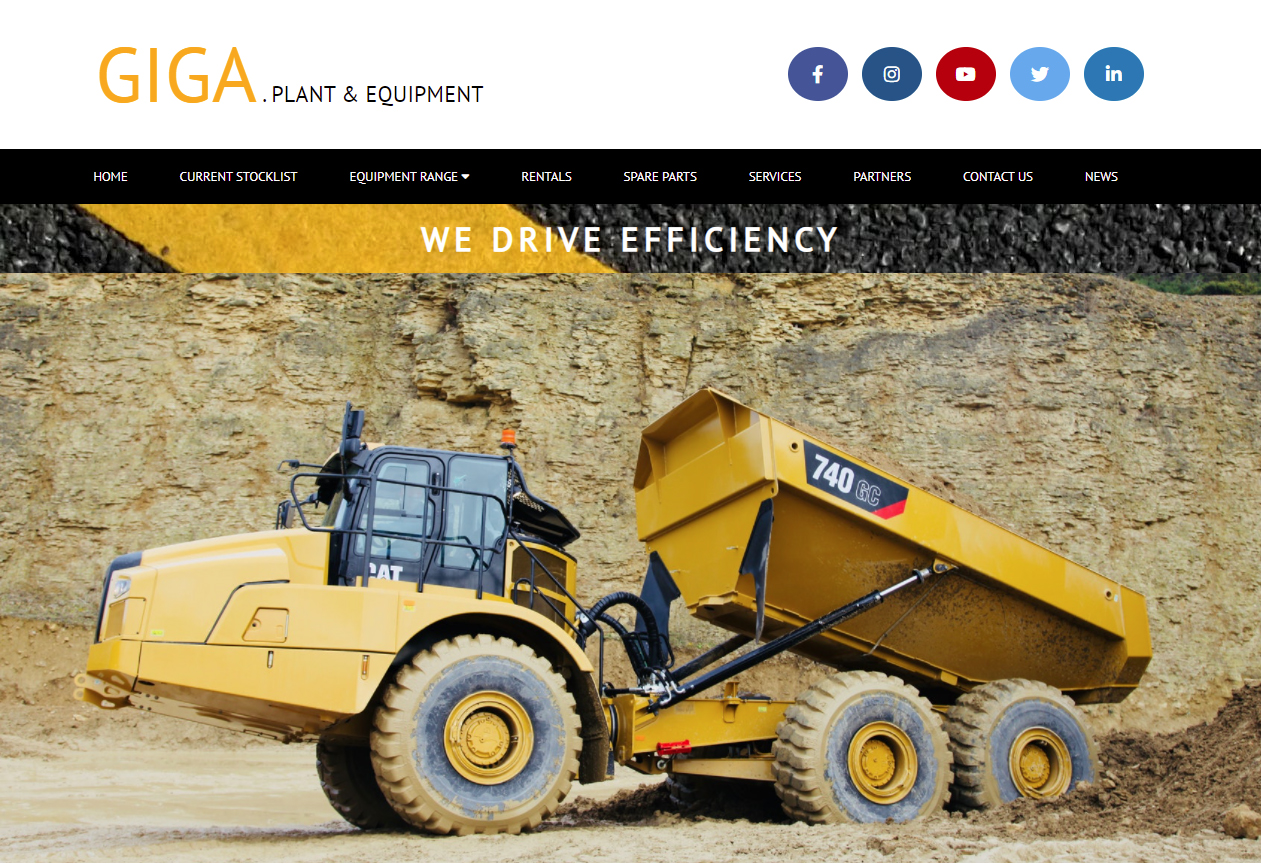 GIGA . PLANT & EQUIPMENT
HOME CURRENT STOCKLIST EQUIPMENT RANGE RENTALS SPARE PARTS SERVICES PARTNERS CONTACT US NEWS
WE DRIVE EFFICIENCY
740 GC
CAT